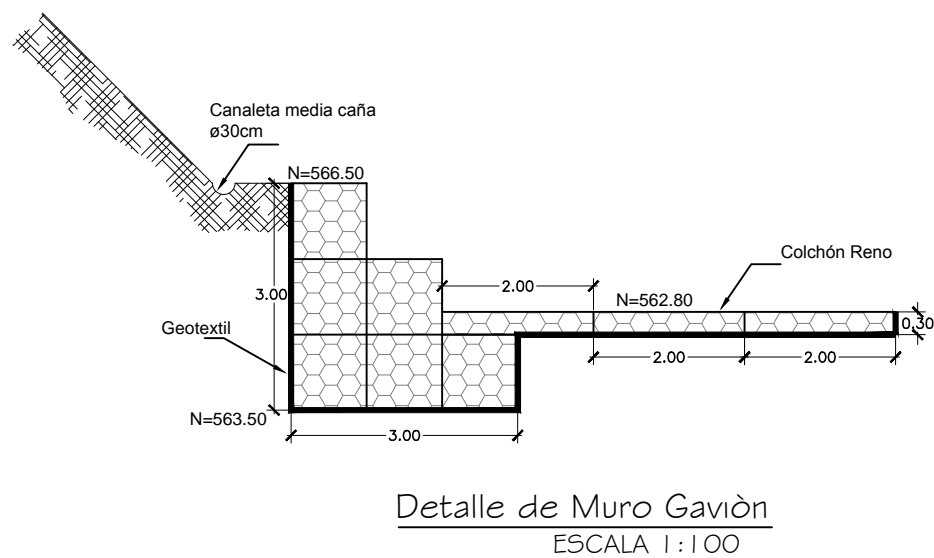 Canaleta media caña
ø30cm
N=566.50
Colchón Reno
2.00
N=562.80
3.00
0.30
Geotextil
2.00
2.00
N=563.50
3.00
Detalle de Muro Gaviòn
ESCALA 1:100